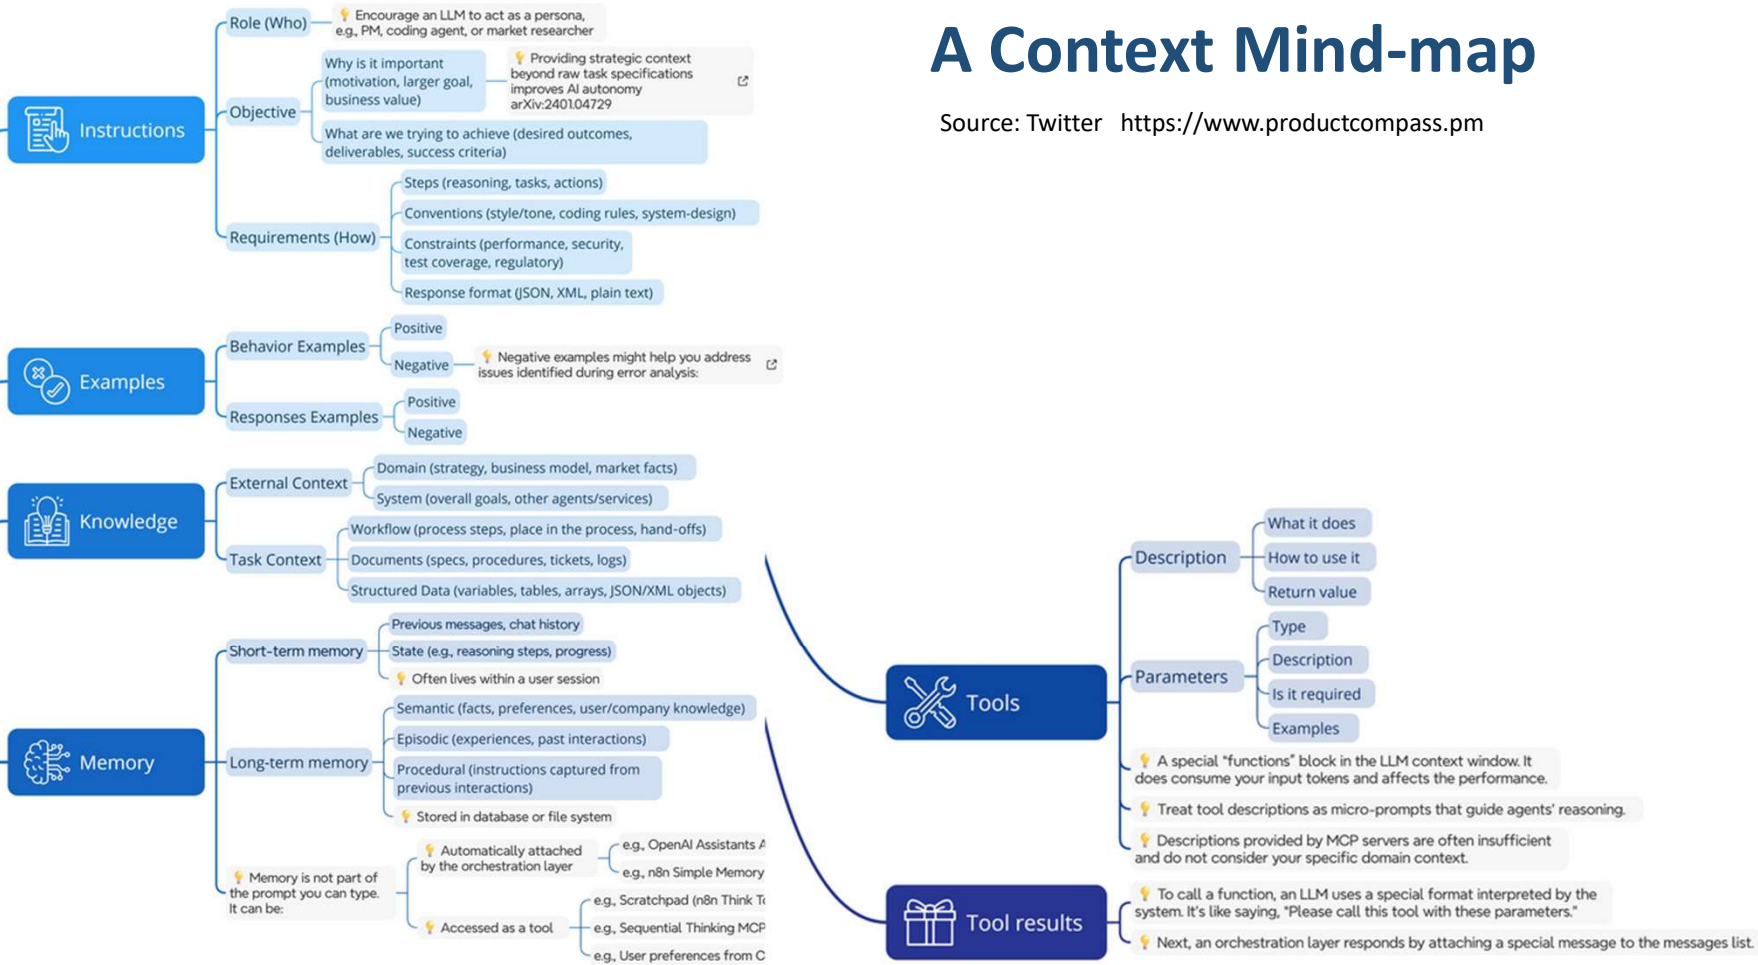 A Context Mind-map
Source: Twitter https://www.productcompass.pm
Instructions
Role (Who)
Encourage an LLM to act as a persona,
e.g., PM, coding agent, or market researcher
Objective
Why is it important
(motivation, larger goal,
business value)
Providing strategic context
beyond raw task specifications
improves AI autonomy
arXiv:2401.04729
What are we trying to achieve (desired outcomes,
deliverables, success criteria)
Requirements (How)
Steps (reasoning, tasks, actions)
Conventions (style/tone, coding rules, system-design)
Constraints (performance, security,
test coverage, regulatory)
Response format (JSON, XML, plain text)
Examples
Behavior Examples
Positive
Negative
Negative examples might help you address
issues identified during error analysis:
Responses Examples
Positive
Negative
Knowledge
External Context
Domain (strategy, business model, market facts)
System (overall goals, other agents/services)
Task Context
Workflow (process steps, place in the process, hand-offs)
Documents (specs, procedures, tickets, logs)
Structured Data (variables, tables, arrays, JSON/XML objects)
Memory
Short-term memory
Previous messages, chat history
State (e.g., reasoning steps, progress)
Often lives within a user session
Long-term memory
Semantic (facts, preferences, user/company knowledge)
Episodic (experiences, past interactions)
Procedural (instructions captured from
previous interactions)
Stored in database or file system
Memory is not part of
the prompt you can type.
It can be:
Automatically attached
by the orchestration layer
e.g., OpenAI Assistants A
e.g., n8n Simple Memory
Accessed as a tool
e.g., Scratchpad (n8n Think To
e.g., Sequential Thinking MCP
e.g., User preferences from C
Tools
Description
What it does
How to use it
Return value
Parameters
Type
Description
Is it required
Examples
A special "functions" block in the LLM context window. It
does consume your input tokens and affects the performance.
Treat tool descriptions as micro-prompts that guide agents' reasoning.
Descriptions provided by MCP servers are often insufficient
and do not consider your specific domain context.
Tool results
To call a function, an LLM uses a special format interpreted by the
system. It's like saying, "Please call this tool with these parameters."
Next, an orchestration layer responds by attaching a special message to the messages list.